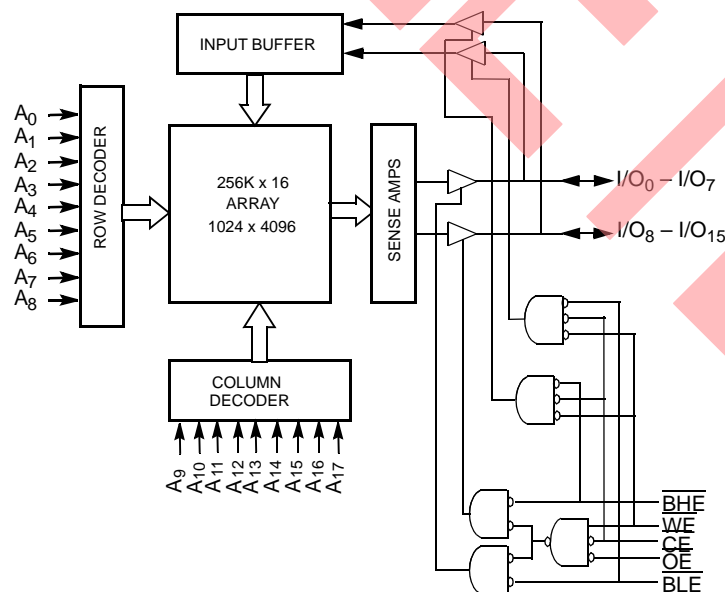 INPUT BUFFER
A0
A1
A2
A3
A4
A5
A6
A7
A8
ROW DECODER
256K x 16
ARRAY
1024 x 4096
SENSE AMPS
I/O0 – I/O7
I/O8 – I/O15
COLUMN
DECODER
A9
A10
A11
A12
A13
A14
A15
A16
A17
BHE
WE
CE
OE
BLE